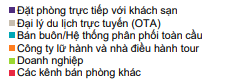 Đặt phòng trực tiếp với khách sạn
Đại lý du lịch trực tuyến (OTA)
Bán buôn/Hệ thống phân phối toàn cầu
Công ty lữ hành và nhà điều hành tour
Doanh nghiệp
Các kênh bán phòng khác